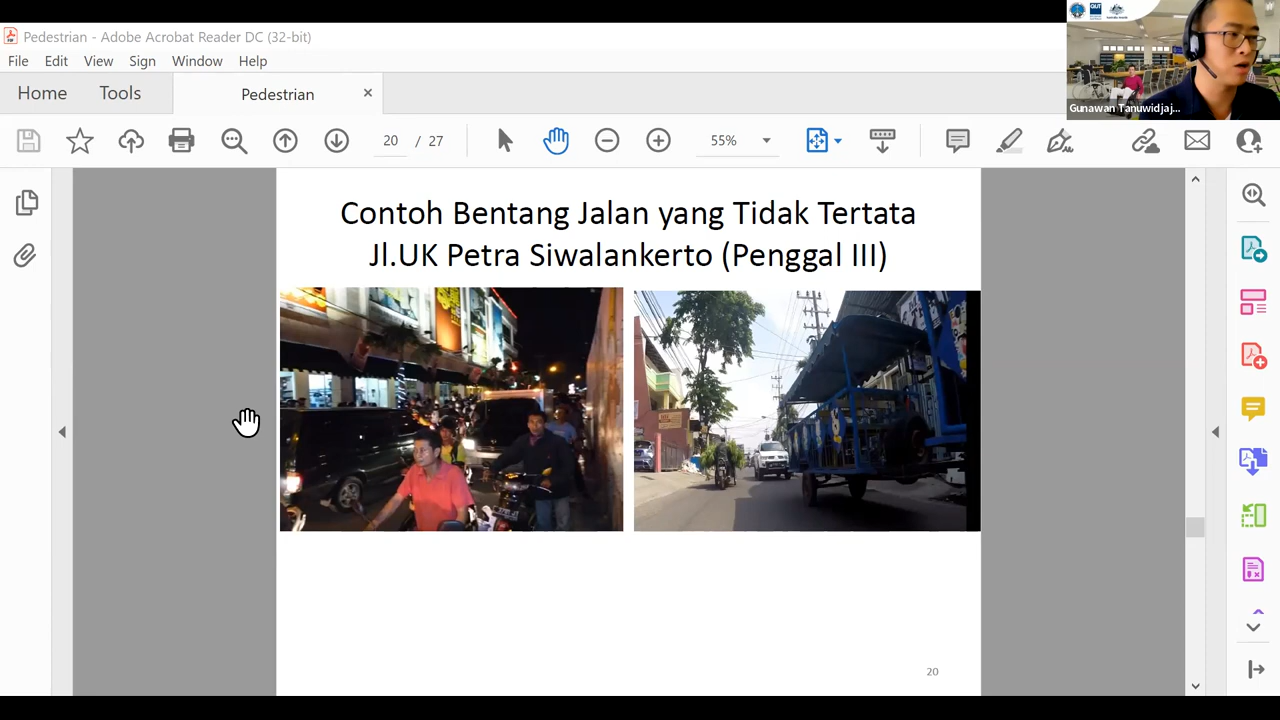 Pedestrian - Adobe Acrobat Reader DC (32-bit)
File Edit View Sign Window Help
Home Tools Pedestrian ×
20 / 27 55%
QUT
Gunawan Tanuwidjaj...
Contoh Bentang Jalan yang Tidak Tertata
Jl.UK Petra Siwalankerto (Penggal III)
20